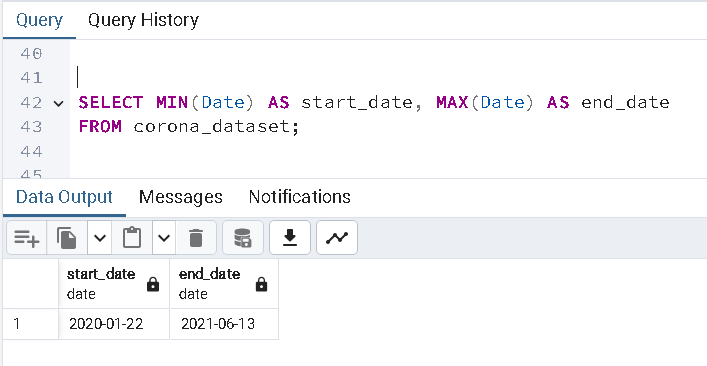 Query Query History
40
41
42 SELECT MIN(Date) AS start_date, MAX(Date) AS end_date
43 FROM corona_dataset;
44
45
Data Output Messages Notifications
start_date end_date
date date
1 2020-01-22 2021-06-13